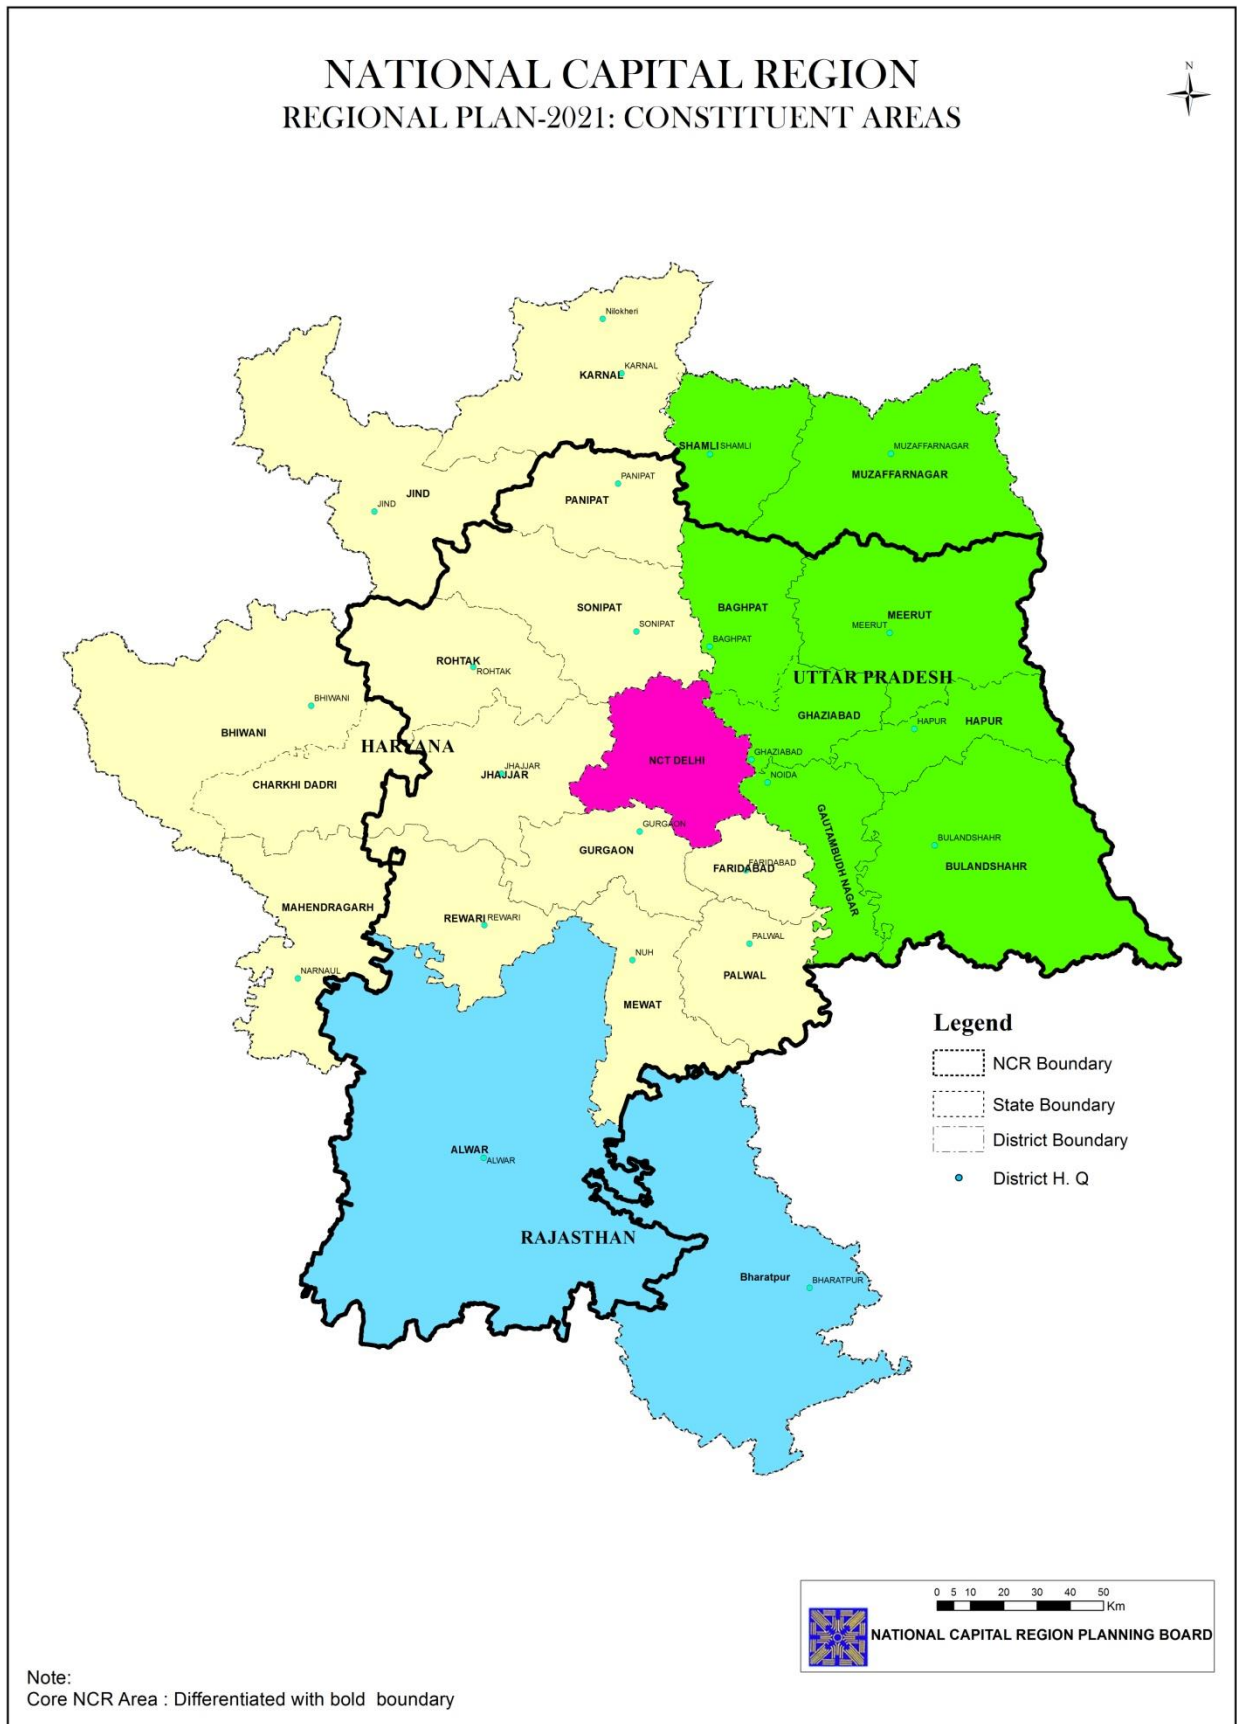 NATIONAL CAPITAL REGION
REGIONAL PLAN-2021: CONSTITUENT AREAS
N
Nilokheri
KARNAL
KARNAL
SHAMLI
SHAMLI
MUZAFFARNAGAR
MUZAFFARNAGAR
PANIPAT
PANIPAT
JIND
JIND
SONIPAT
SONIPAT
BAGHPAT
BAGHPAT
MEERUT
MEERUT
ROHTAK
ROHTAK
UTTAR PRADESH
BHIWANI
BHIWANI
GHAZIABAD
HAPUR
HAPUR
HARYANA
GHAZIABAD
NCT DELHI
JHAJJAR
JHAJJAR
NOIDA
CHARKHI DADRI
GAUTAMBUDH NAGAR
GURGAON
GURGAON
BULANDSHAHR
BULANDSHAHR
FARIDABAD
FARIDABAD
MAHENDRAGARH
REWARI
REWARI
PALWAL
PALWAL
NUH
NARNAUL
MEWAT
Legend
NCR Boundary
State Boundary
District Boundary
District H. Q
ALWAR
ALWAR
RAJASTHAN
Bharatpur
BHARATPUR
0 5 10 20 30 40 50
Km
NATIONAL CAPITAL REGION PLANNING BOARD
Note:
Core NCR Area : Differentiated with bold boundary